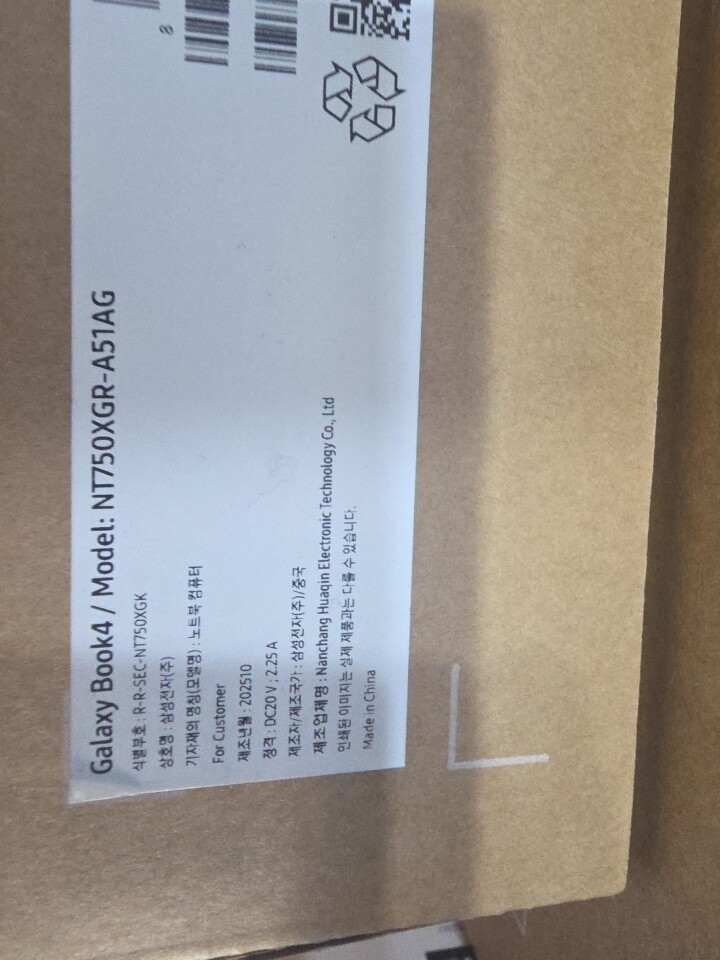 Galaxy Book4 / Model: NT750XGR-A51AG
식별부호 : R-R-SEC-NT750XGK
상호명 : 삼성전자(주)
기자재의 명칭(모델명) : 노트북 컴퓨터
For Customer
제조년월 : 202510
정격 : DC20 V ; 2.25 A
제조자/제조국가 : 삼성전자(주)/중국
제조업체명 : Nanchang Huaqin Electronic Technology Co., Ltd
인쇄된 이미지는 실제 제품과는 다를 수 있습니다.
Made in China
8